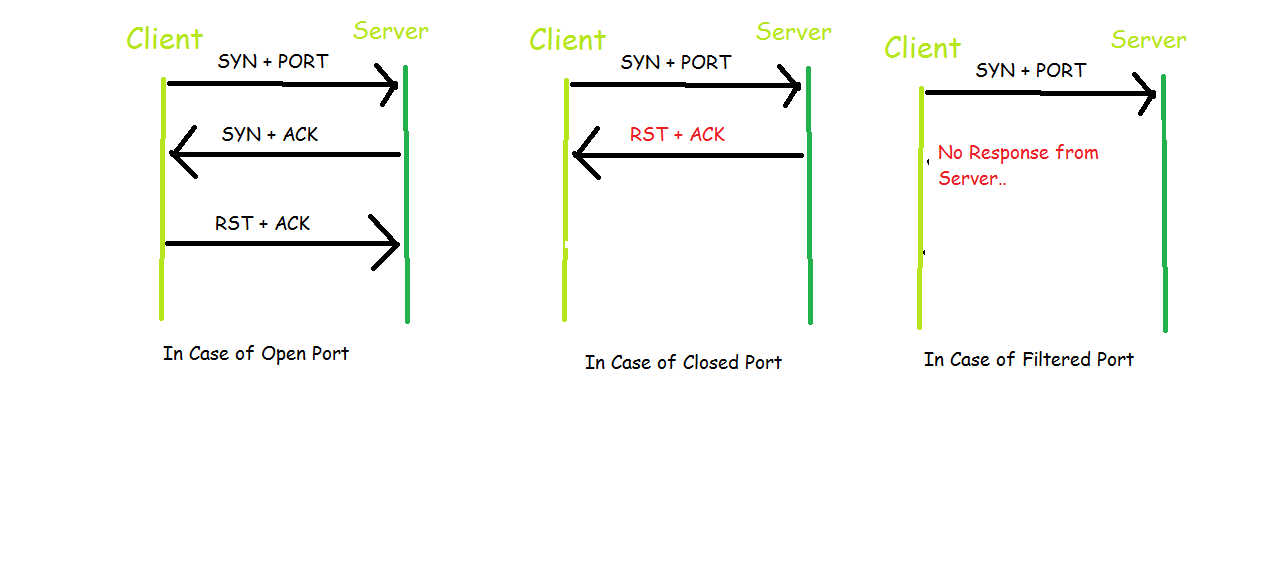 Client
Server
SYN + PORT
SYN + ACK
RST + ACK
In Case of Open Port
Client
Server
SYN + PORT
RST + ACK
In Case of Closed Port
Client
Server
SYN + PORT
No Response from
Server..
In Case of Filtered Port